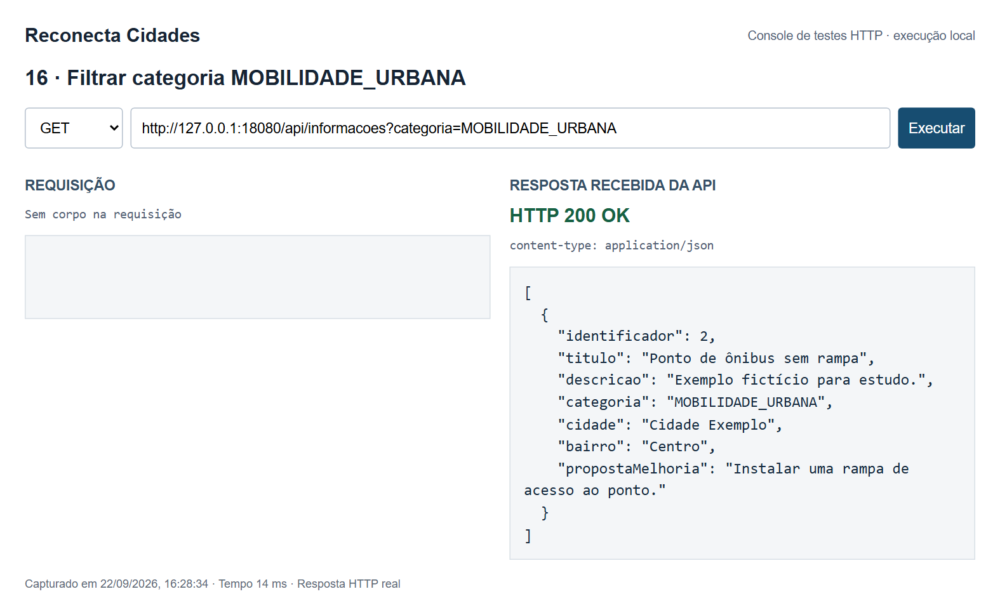 Reconecta Cidades
Console de testes HTTP · execução local
16 · Filtrar categoria MOBILIDADE_URBANA
GET
http://127.0.0.1:18080/api/informacoes?categoria=MOBILIDADE_URBANA
Executar
REQUISIÇÃO
Sem corpo na requisição
RESPOSTA RECEBIDA DA API
HTTP 200 OK
content-type: application/json
[
  {
    "identificador": 2,
    "titulo": "Ponto de ônibus sem rampa",
    "descricao": "Exemplo fictício para estudo.",
    "categoria": "MOBILIDADE_URBANA",
    "cidade": "Cidade Exemplo",
    "bairro": "Centro",
    "propostaMelhoria": "Instalar uma rampa de
acesso ao ponto."
  }
]
Capturado em 22/09/2026, 16:28:34 · Tempo 14 ms · Resposta HTTP real